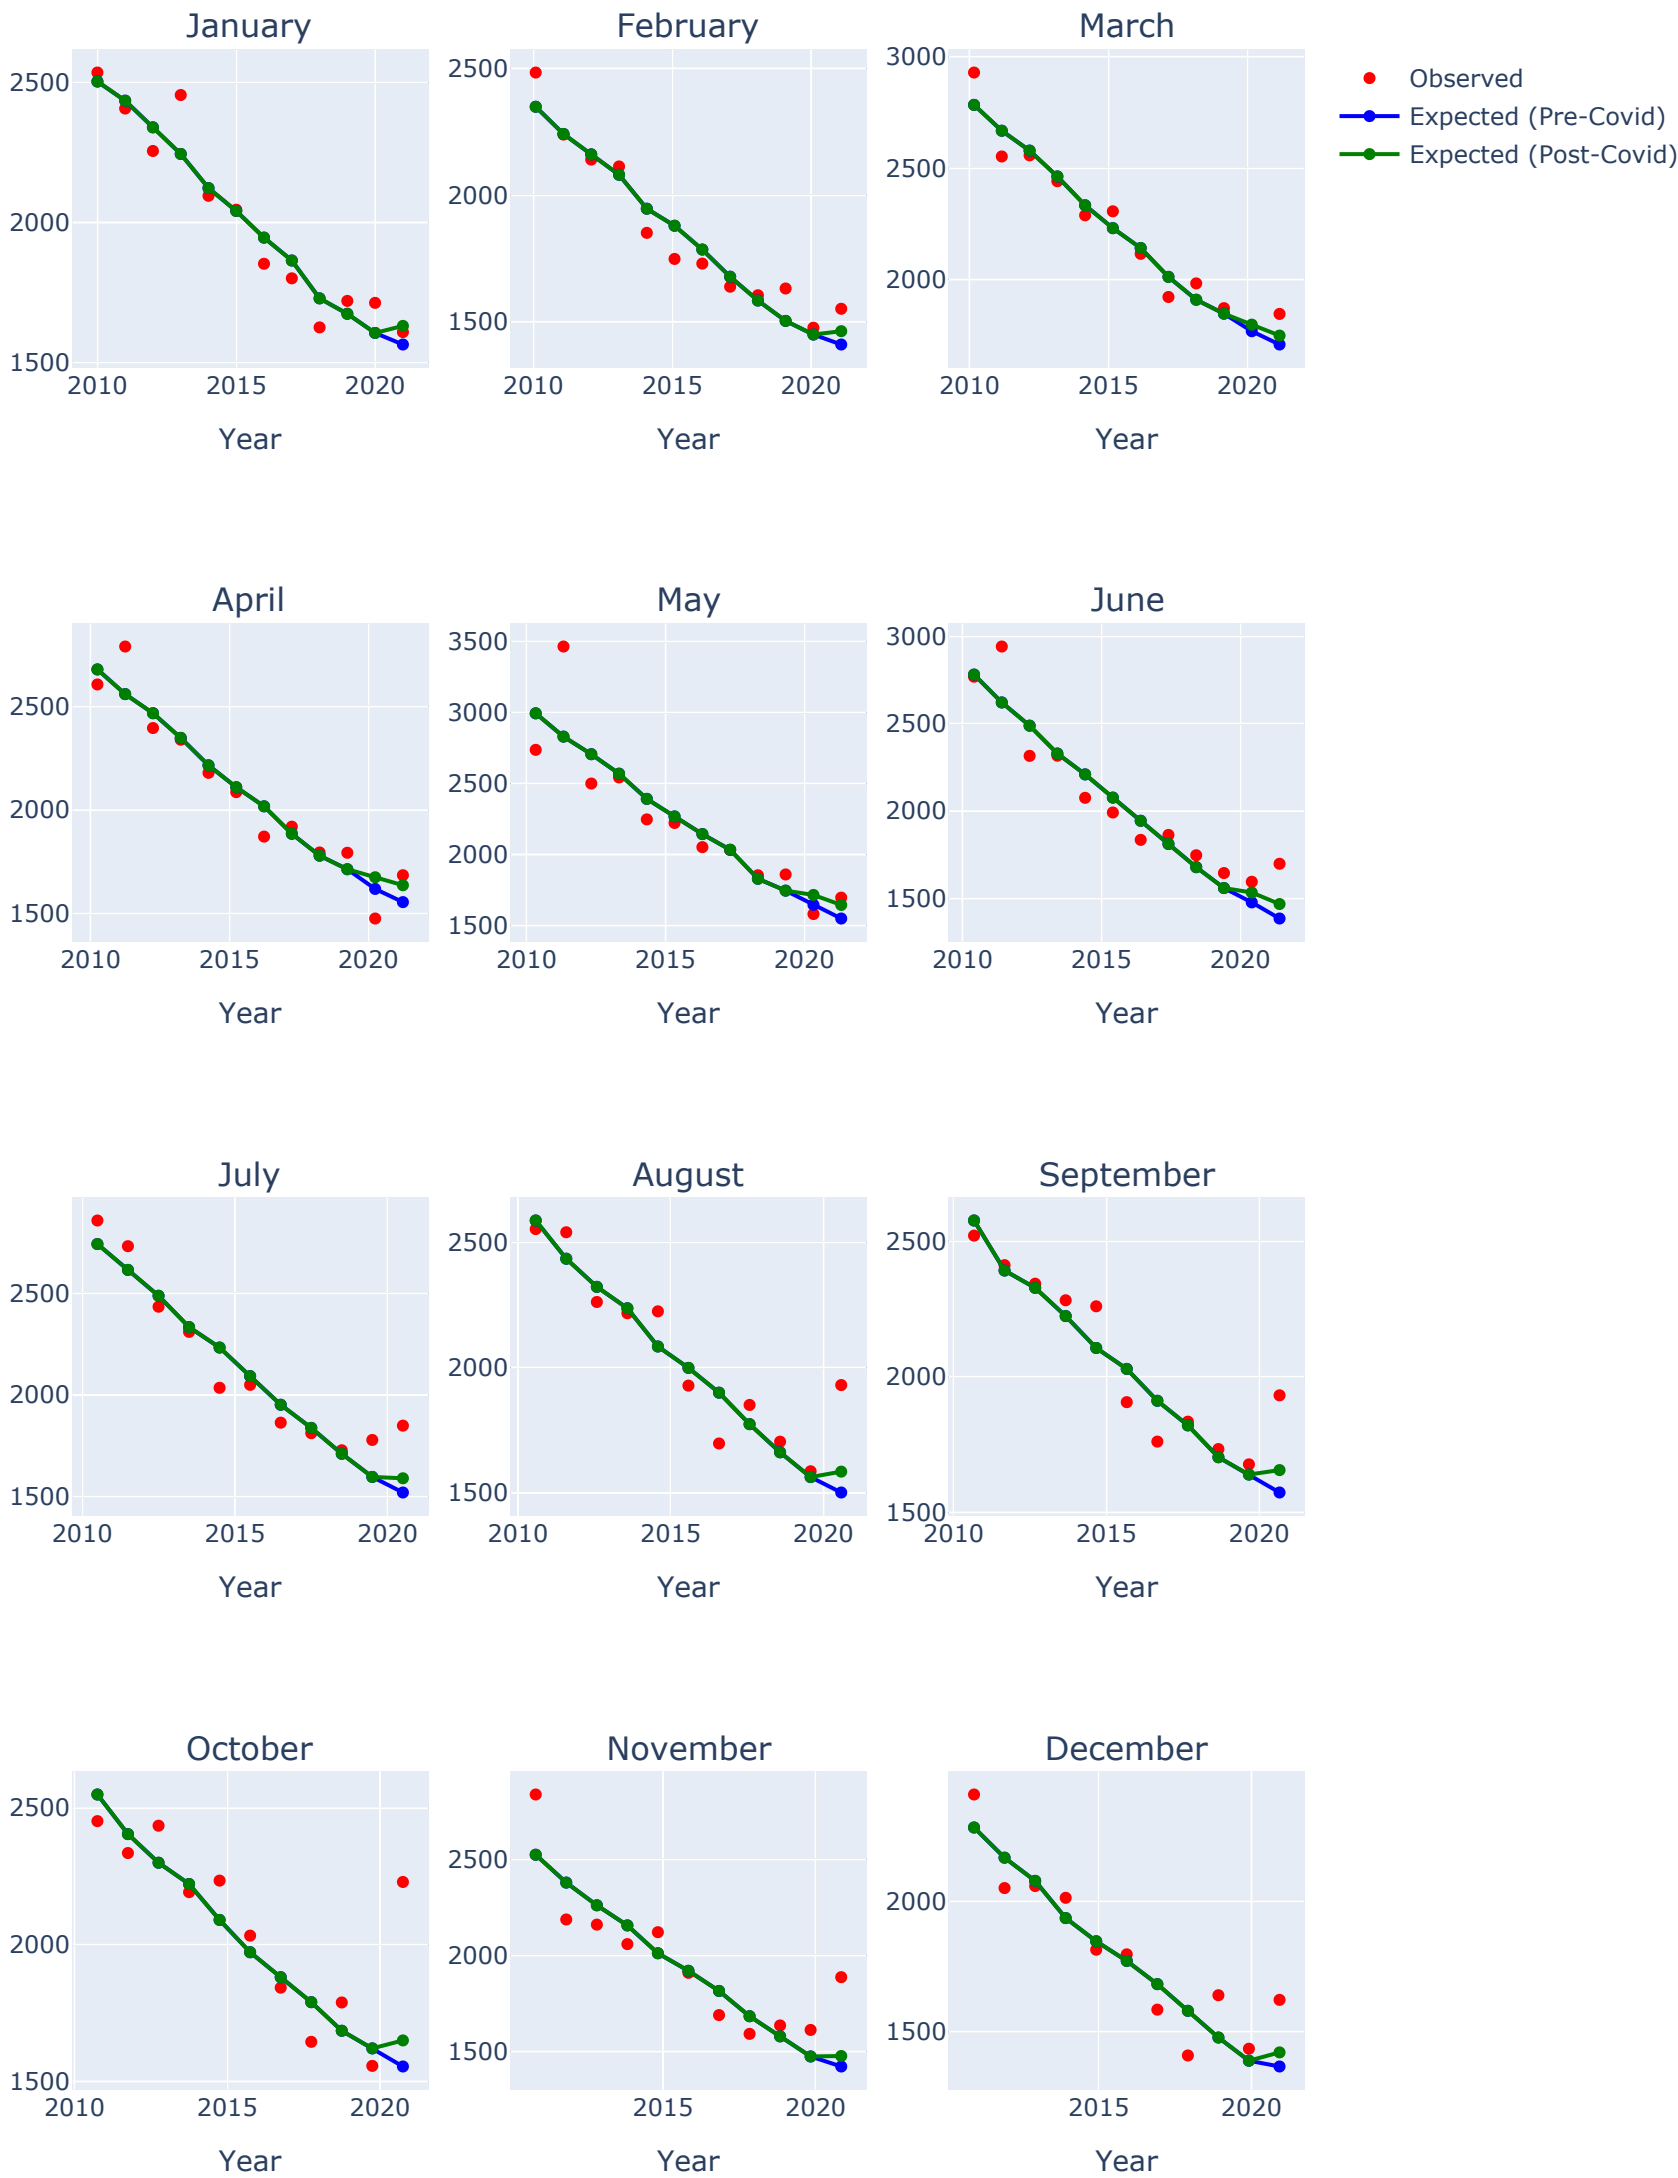 January
February
March
2500
2000
1500
2010
2015
2020
Year
2500
2000
1500
2010
2015
2020
Year
3000
2500
2000
2010
2015
2020
Year
Observed
Expected (Pre-Covid)
Expected (Post-Covid)
April
May
June
2500
2000
1500
2010
2015
2020
Year
3500
3000
2500
2000
1500
2010
2015
2020
Year
3000
2500
2000
1500
2010
2015
2020
Year
July
August
September
2500
2000
1500
2010
2015
2020
Year
2500
2000
1500
2010
2015
2020
Year
2500
2000
1500
2010
2015
2020
Year
October
November
December
2500
2000
1500
2010
2015
2020
Year
2500
2000
1500
2015
2020
Year
2000
1500
2015
2020
Year